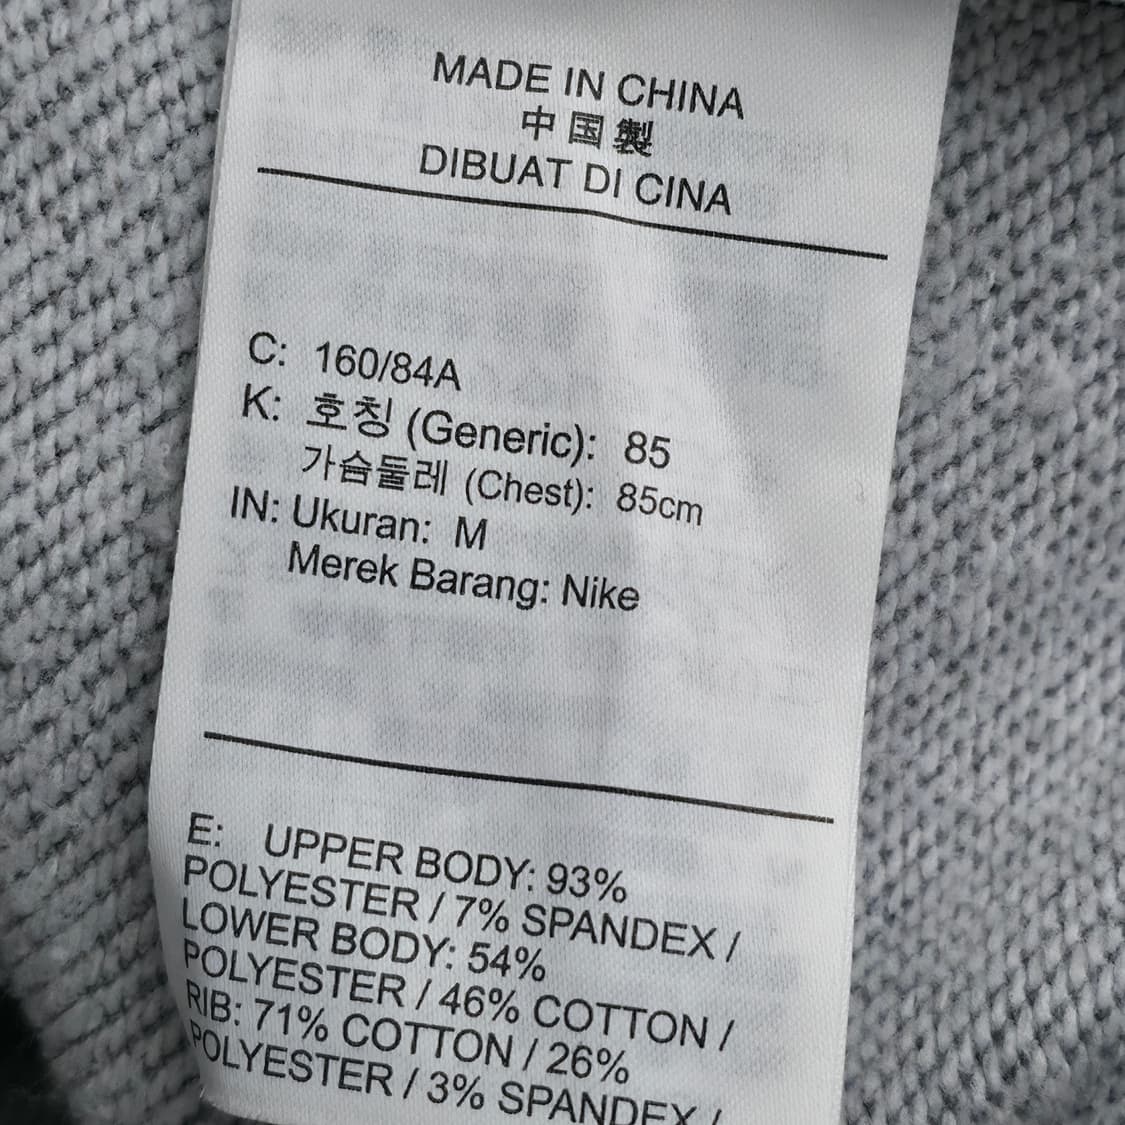 MADE IN CHINA
中国製
DIBUAT DI CINA
C: 160/84A
K: 호칭 (Generic): 85
가슴둘레 (Chest): 85cm
IN: Ukuran: M
Merek Barang: Nike
E: UPPER BODY: 93%
POLYESTER / 7% SPANDEX /
LOWER BODY: 54%
POLYESTER / 46% COTTON /
RIB: 71% COTTON / 26%
POLYESTER / 3% SPANDEX /